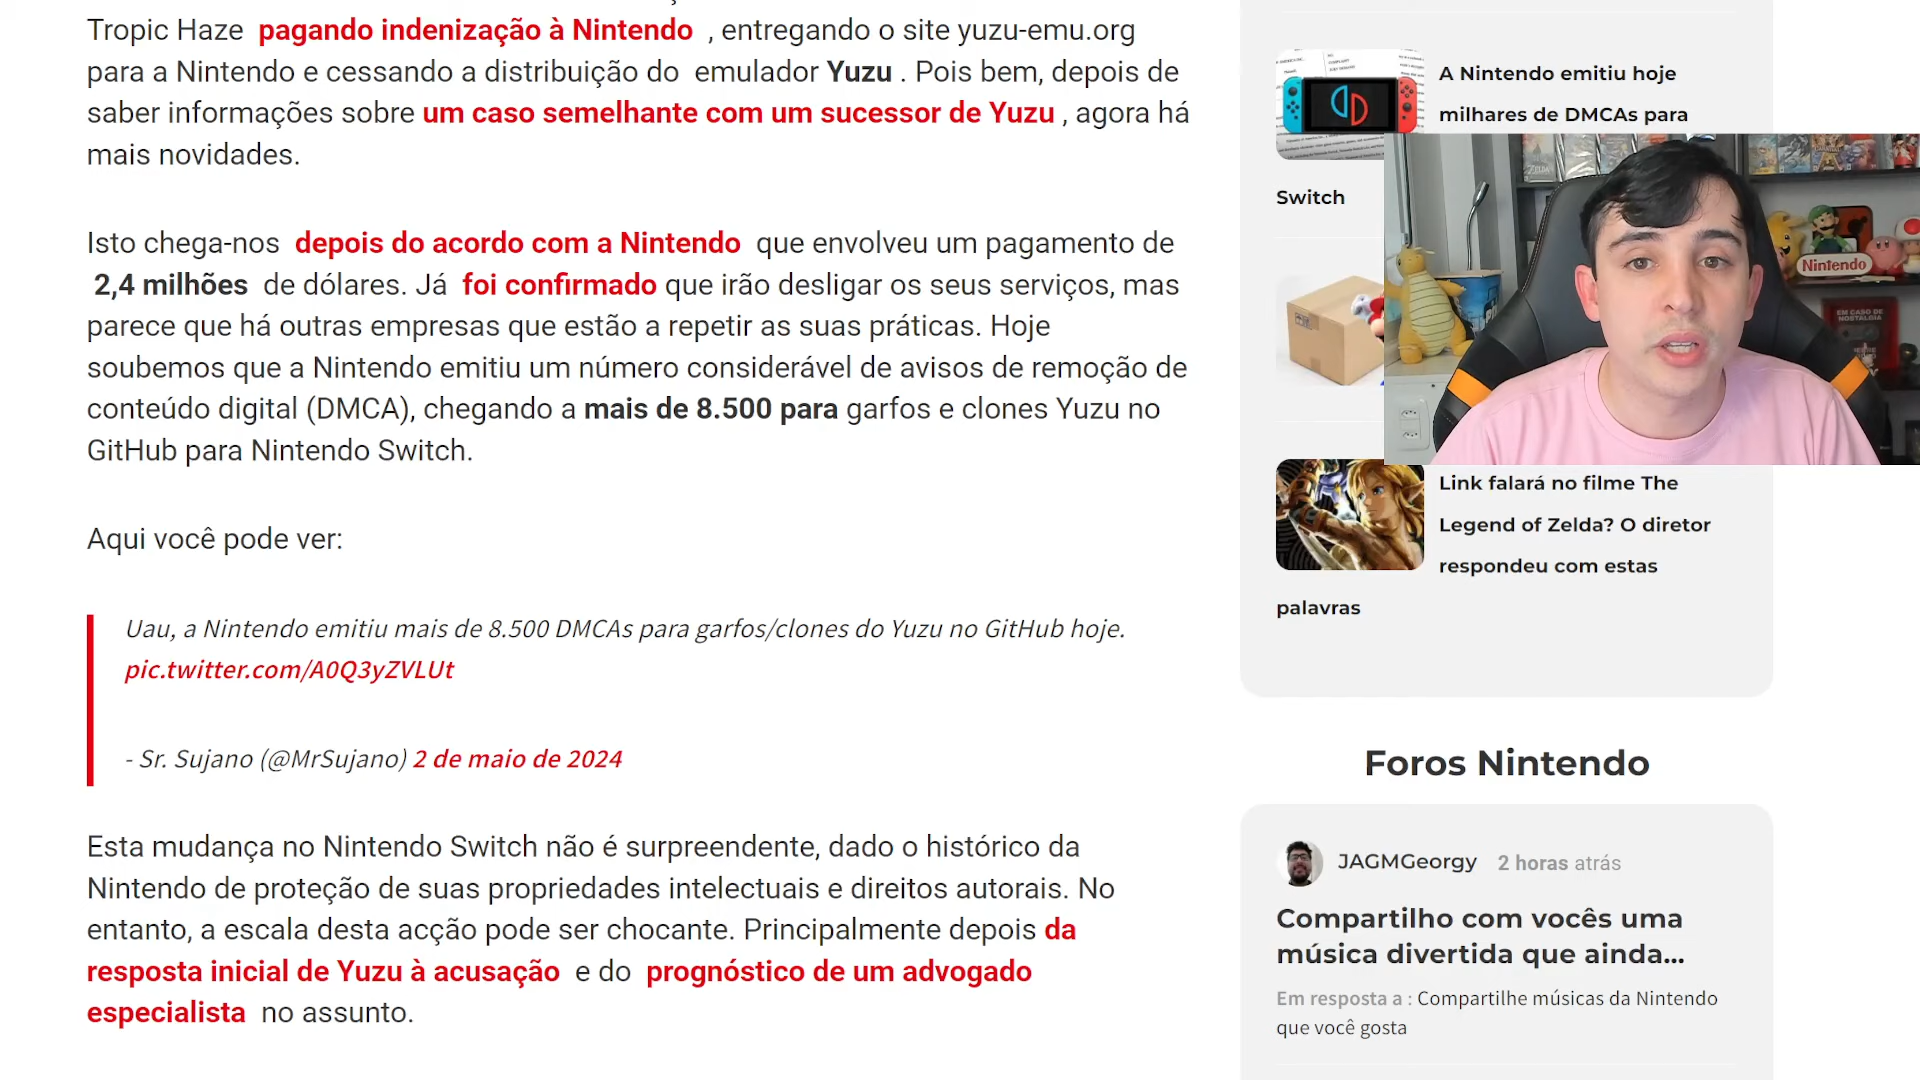 Tropic Haze pagando indenização à Nintendo , entregando o site yuzu-emu.org
para a Nintendo e cessando a distribuição do emulador Yuzu . Pois bem, depois de
saber informações sobre um caso semelhante com um sucessor de Yuzu , agora há
mais novidades.
Isto chega-nos depois do acordo com a Nintendo que envolveu um pagamento de
2,4 milhões de dólares. Já foi confirmado que irão desligar os seus serviços, mas
parece que há outras empresas que estão a repetir as suas práticas. Hoje
soubemos que a Nintendo emitiu um número considerável de avisos de remoção de
conteúdo digital (DMCA), chegando a mais de 8.500 para garfos e clones Yuzu no
GitHub para Nintendo Switch.
Aqui você pode ver:
Uau, a Nintendo emitiu mais de 8.500 DMCAs para garfos/clones do Yuzu no GitHub hoje.
pic.twitter.com/A0Q3yZVLUt
- Sr. Sujano (@MrSujano) 2 de maio de 2024
Esta mudança no Nintendo Switch não é surpreendente, dado o histórico da
Nintendo de proteção de suas propriedades intelectuais e direitos autorais. No
entanto, a escala desta acção pode ser chocante. Principalmente depois da
resposta inicial de Yuzu à acusação e do prognóstico de um advogado
especialista no assunto.
A Nintendo emitiu hoje
milhares de DMCAs para
Switch
Nintendo
EM CASO DE
NOSTALGIA
Link falará no filme The
Legend of Zelda? O diretor
respondeu com estas
palavras
Foros Nintendo
JAGMGeorgy 2 horas atrás
Compartilho com vocês uma
música divertida que ainda...
Em resposta a : Compartilhe músicas da Nintendo
que você gosta